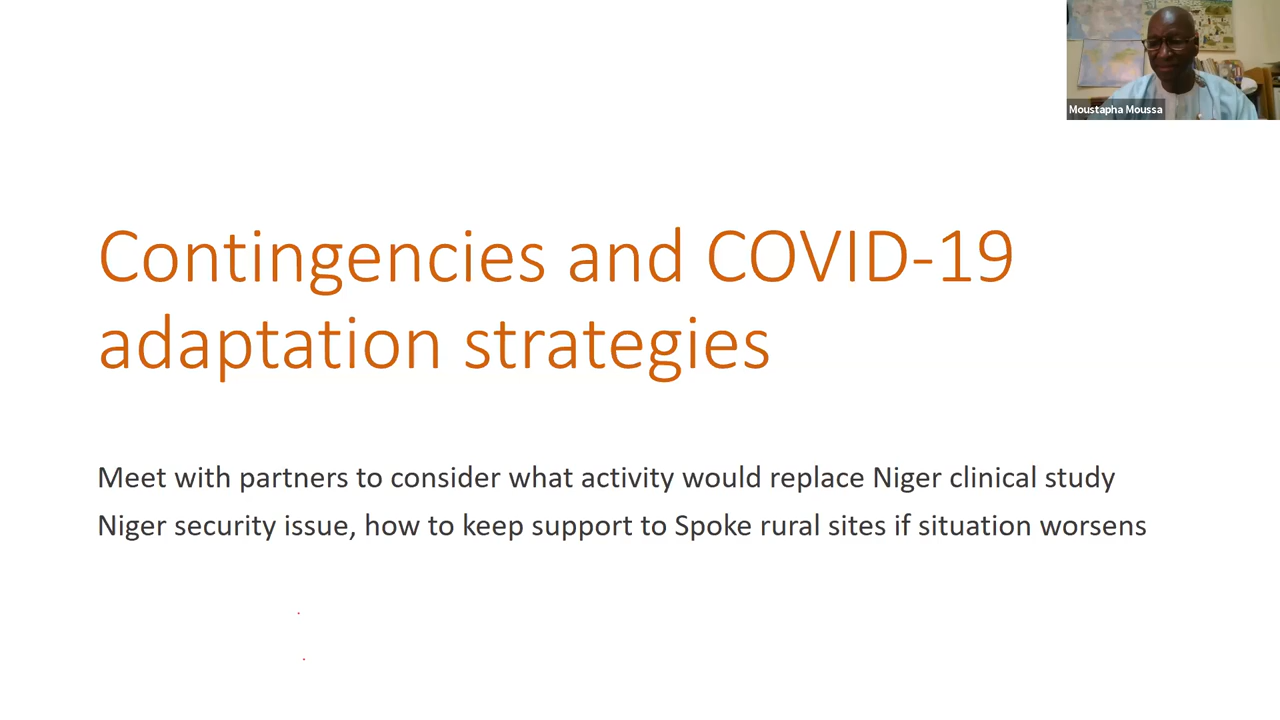 Moustapha Moussa
Contingencies and COVID-19
adaptation strategies
Meet with partners to consider what activity would replace Niger clinical study
Niger security issue, how to keep support to Spoke rural sites if situation worsens